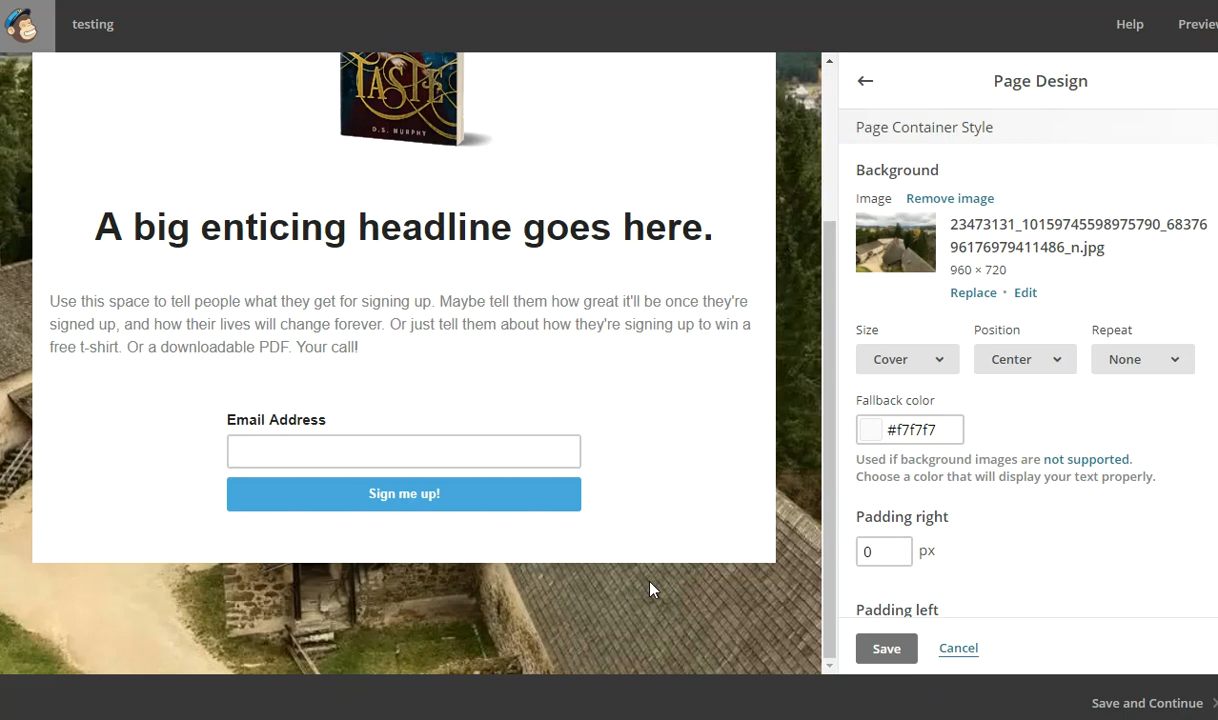 testing
Help
Preview
TASTE
D.S. MURPHY
A big enticing headline goes here.
Use this space to tell people what they get for signing up. Maybe tell them how great it'll be once they're
signed up, and how their lives will change forever. Or just tell them about how they're signing up to win a
free t-shirt. Or a downloadable PDF. Your call!
Email Address
Sign me up!
Page Design
Page Container Style
Background
Image Remove image
23473131_10159745598975790_68376
96176979411486_n.jpg
960 × 720
Replace • Edit
Size Position Repeat
Cover Center None
Fallback color
#f7f7f7
Used if background images are not supported.
Choose a color that will display your text properly.
Padding right
0 px
Padding left
Save Cancel
Save and Continue